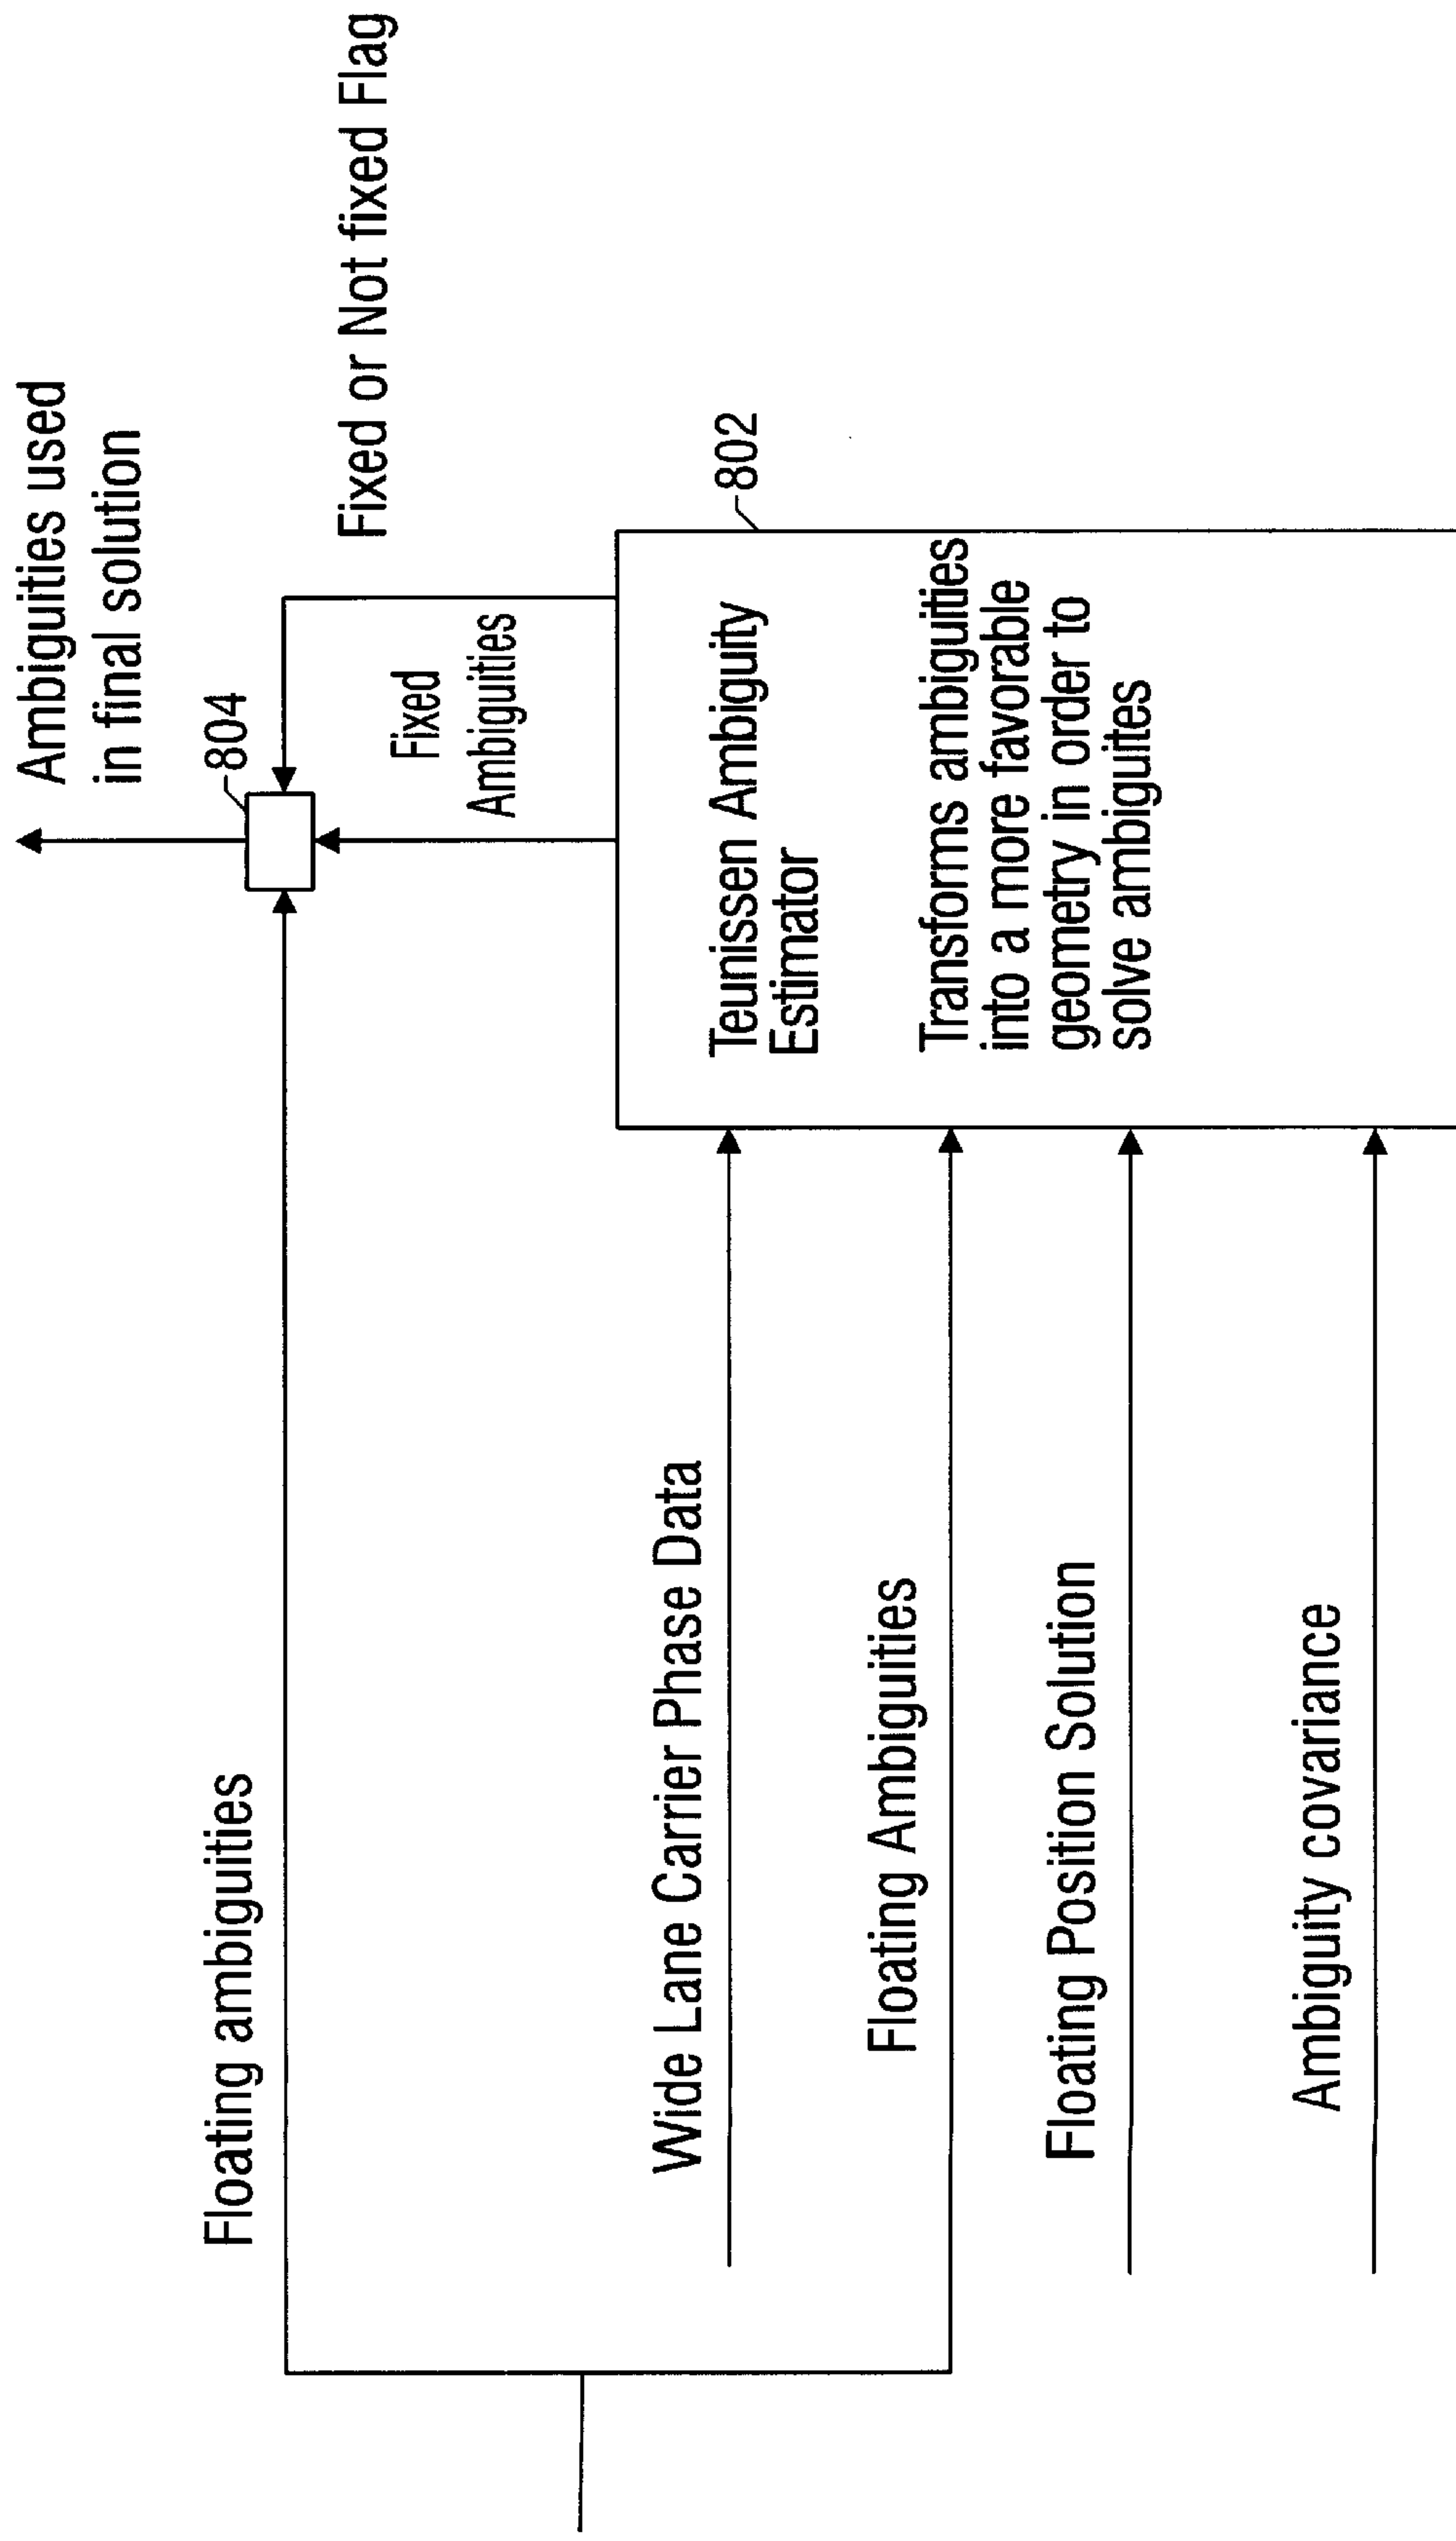 Ambiguities used
in final solution
Floating ambiguities
804
Fixed or Not fixed Flag
Fixed
Ambiguities
Wide Lane Carrier Phase Data
802
Teunissen Ambiguity
Estimator
Floating Ambiguities
Transforms ambiguities
into a more favorable
geometry in order to
solve ambiguites
Floating Position Solution
Ambiguity covariance